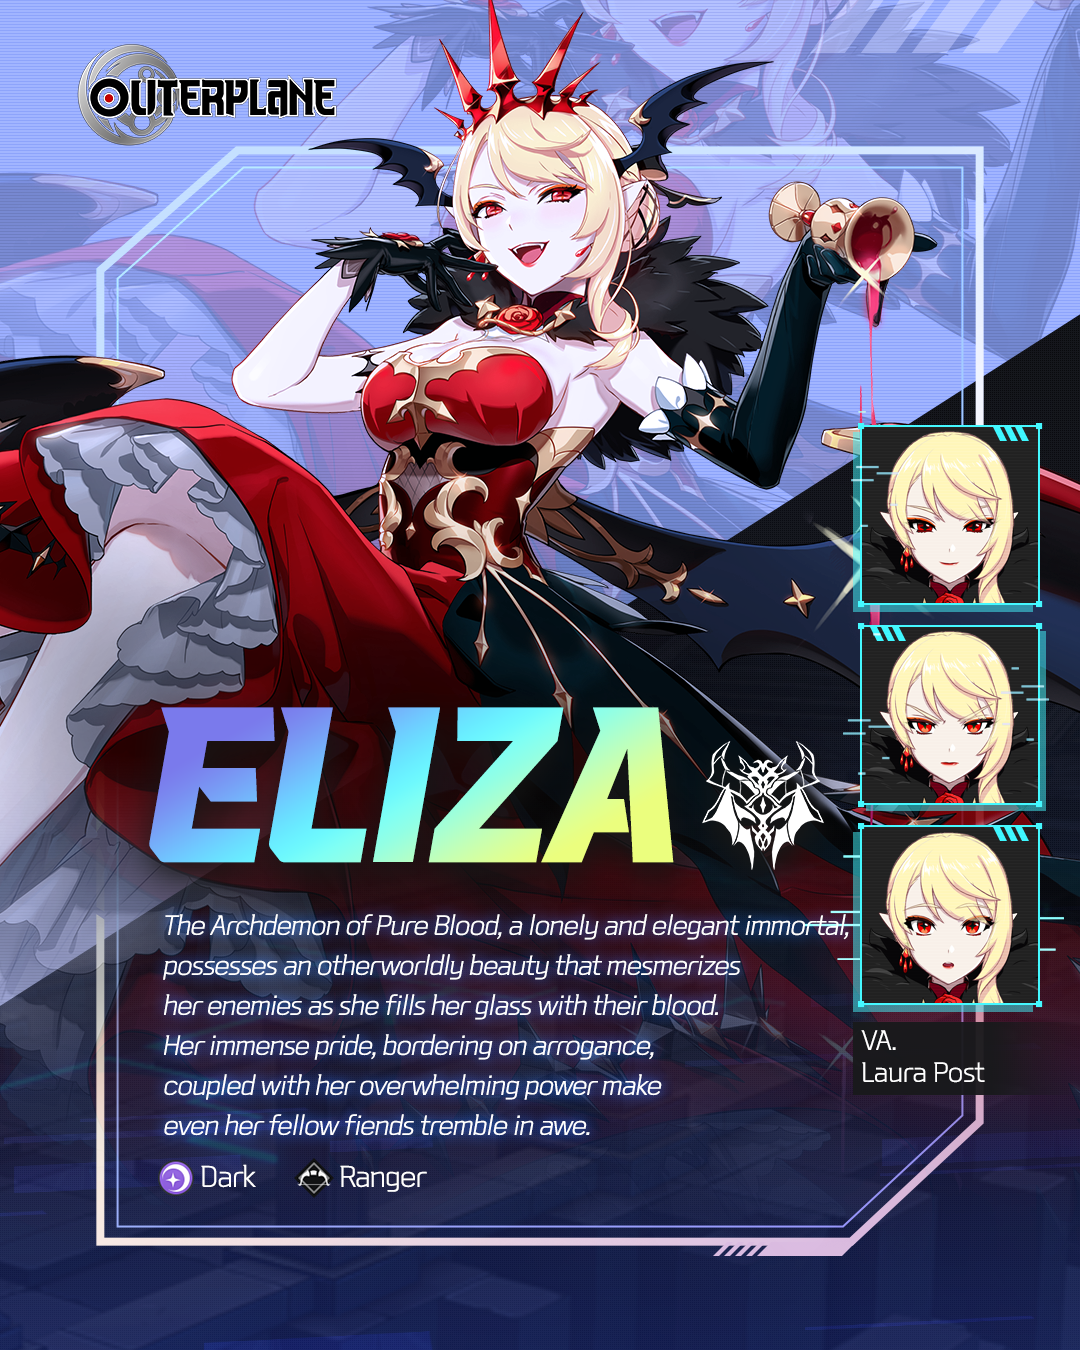 OUTERPLANE
ELIZA
The Archdemon of Pure Blood, a lonely and elegant immortal,
possesses an otherworldly beauty that mesmerizes
her enemies as she fills her glass with their blood.
Her immense pride, bordering on arrogance,
coupled with her overwhelming power make
even her fellow fiends tremble in awe.
Dark
Ranger
VA.
Laura Post